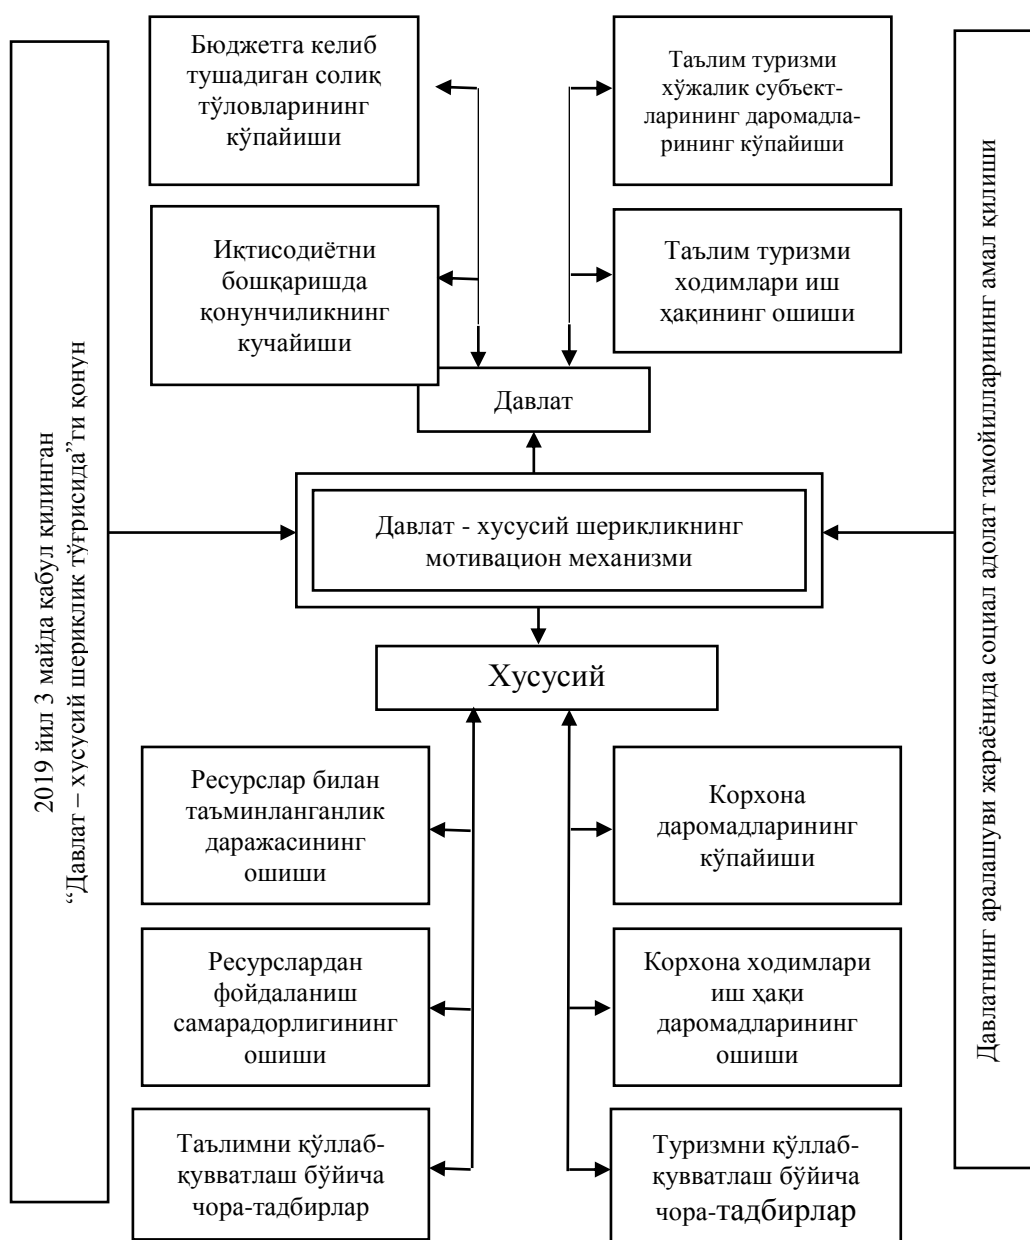 Бюджетга келиб
тушадиган солиқ
тўловларининг
кўпайиши
Таълим туризми
хўжалик субъект-
ларининг даромадла-
рининг кўпайиши
Иқтисодиётни
бошқаришда
қонунчиликнинг
кучайиши
Таълим туризми
ходимлари иш
ҳақининг ошиши
Давлат
2019 йил 3 майда қабул қилинган
“Давлат – хусусий шериклик тўғрисида”ги қонун
Давлат - хусусий шерикликнинг
мотивацион механизми
Давлатнинг аралашуви жараёнида социал адолат тамойилларининг амал қилиши
Хусусий
Ресурслар билан
таъминланганлик
даражасининг
ошиши
Корхона
даромадларининг
кўпайиши
Ресурслардан
фойдаланиш
самарадорлигининг
ошиши
Корхона ходимлари
иш ҳақи
даромадларининг
ошиши
Таълимни қўллаб-
қувватлаш бўйича
чора-тадбирлар
Туризмни қўллаб-
қувватлаш бўйича
чора-тадбирлар